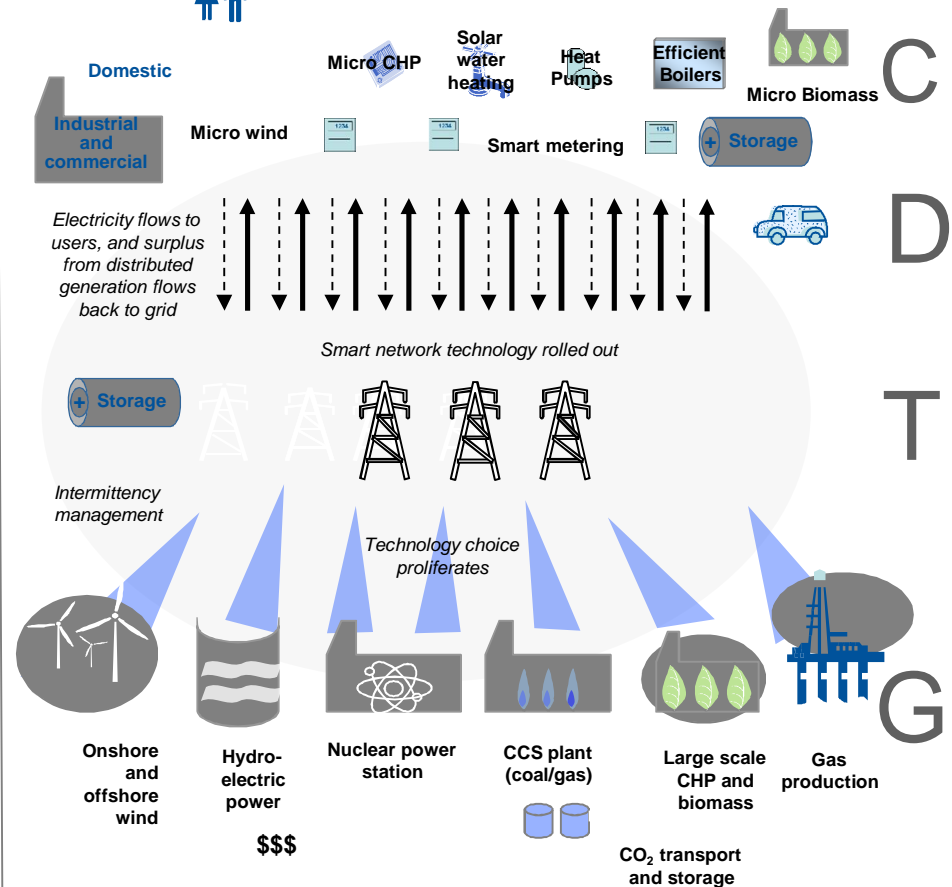 Domestic
Micro CHP
Solar
water
heating
Heat
Pumps
Efficient
Boilers
Micro Biomass
C
Industrial
and
commercial
Micro wind
1234
1234
Smart metering
1234
+ Storage
Electricity flows to
users, and surplus
from distributed
generation flows
back to grid
D
Smart network technology rolled out
+ Storage
T
Intermittency
management
Technology choice
proliferates
G
Onshore
and
offshore
wind
Hydro-
electric
power
Nuclear power
station
CCS plant
(coal/gas)
Large scale
CHP and
biomass
Gas
production
$$$
CO₂ transport
and storage